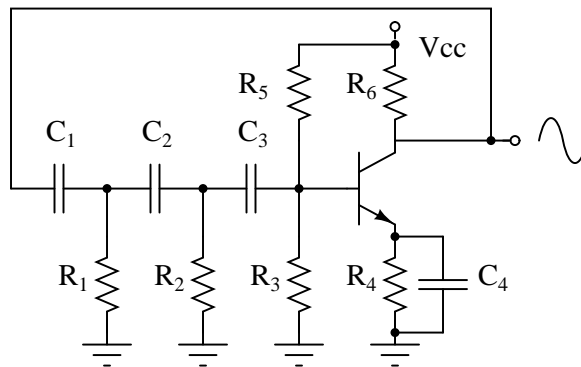 Vcc
R₅
R₆
C₁
C₂
C₃
R₁
R₂
R₃
R₄
C₄